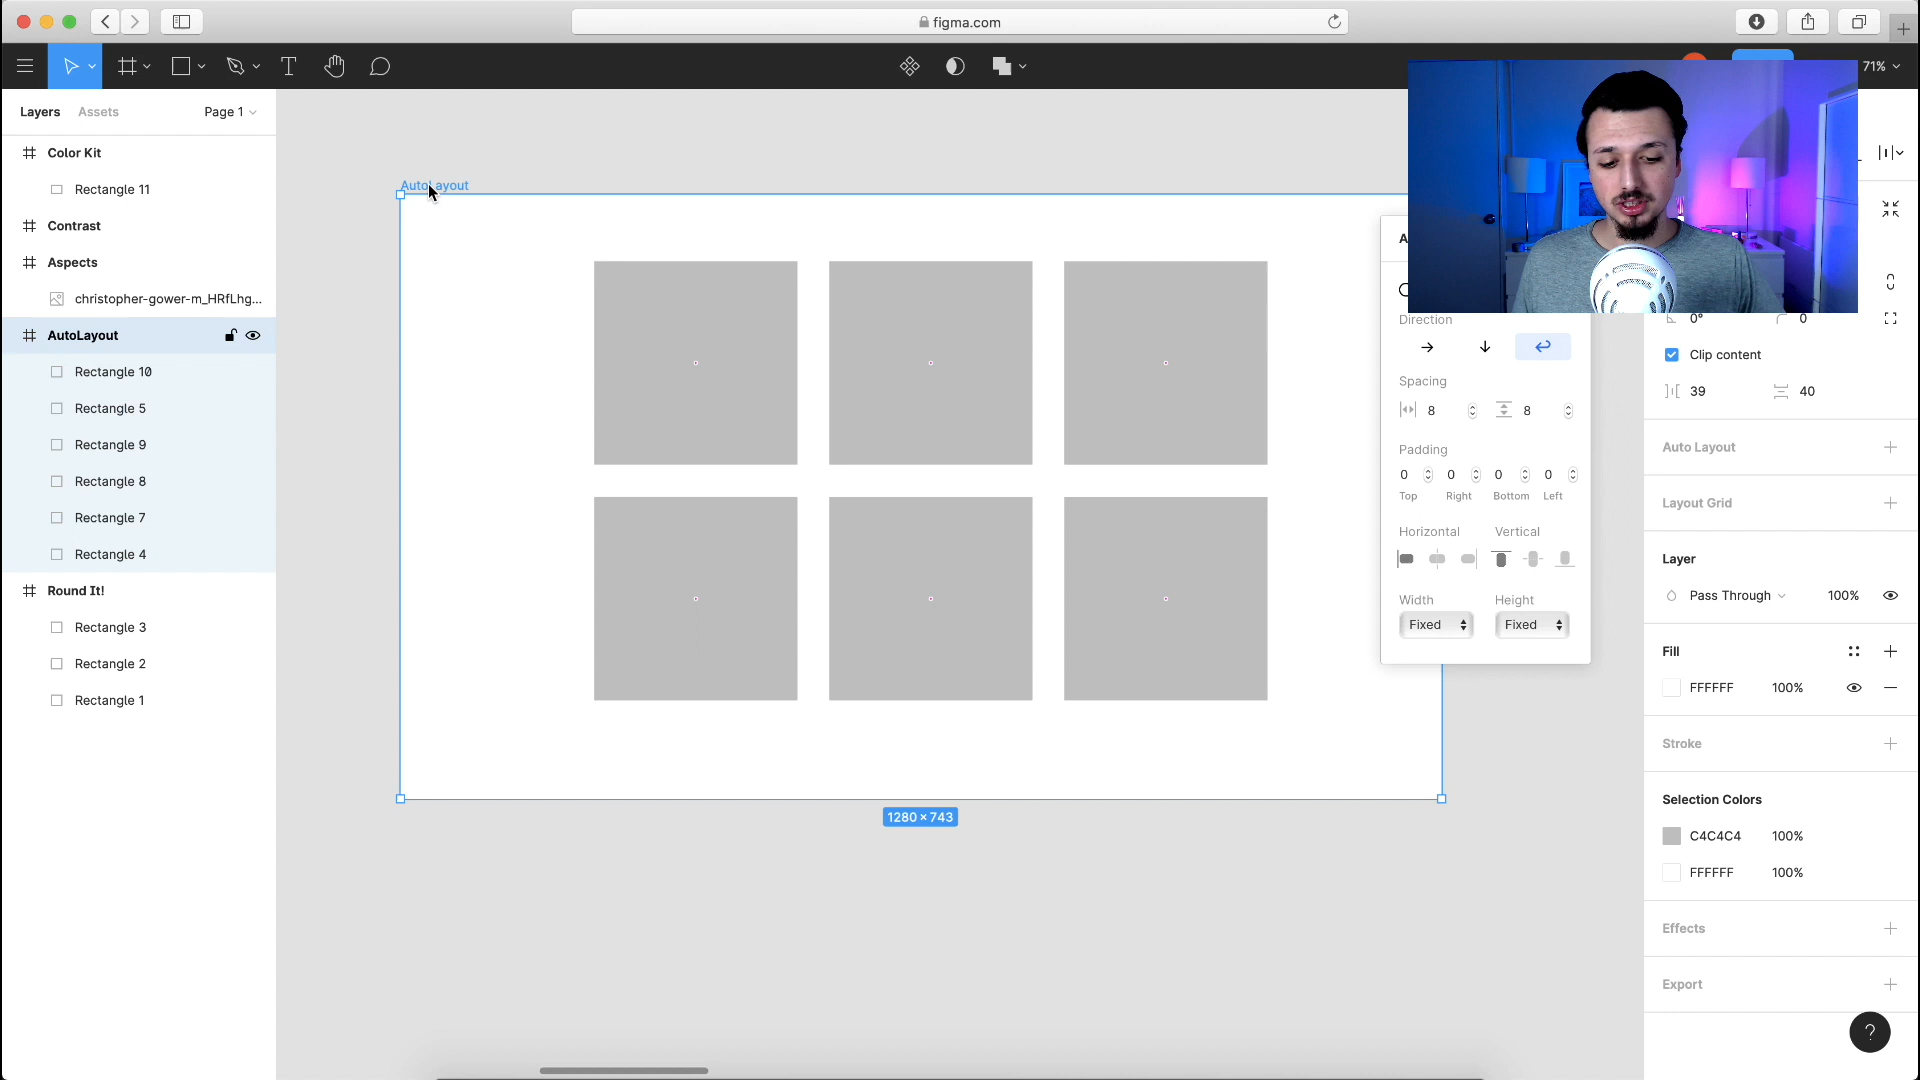 figma.com
71%
Layers
Assets
Page 1
Color Kit
Rectangle 11
Contrast
Aspects
christopher-gower-m_HRfLhg...
AutoLayout
Rectangle 10
Rectangle 5
Rectangle 9
Rectangle 8
Rectangle 7
Rectangle 4
Round It!
Rectangle 3
Rectangle 2
Rectangle 1
AutoLayout
1280 × 743
A
Direction
Spacing
8
8
Padding
0
0
0
0
Top
Right
Bottom
Left
Horizontal
Vertical
Width
Height
Fixed
Fixed
0°
0
Clip content
39
40
Auto Layout
Layout Grid
Layer
Pass Through
100%
Fill
FFFFFF
100%
Stroke
Selection Colors
C4C4C4
100%
FFFFFF
100%
Effects
Export
?